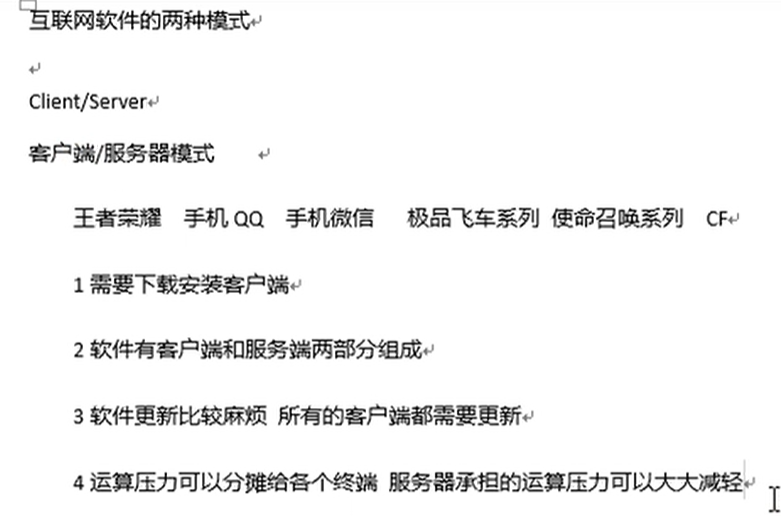 互联网软件的两种模式
Client/Server
客户端/服务器模式
王者荣耀 手机 QQ 手机微信 极品飞车系列 使命召唤系列 CF
1 需要下载安装客户端
2 软件有客户端和服务端两部分组成
3 软件更新比较麻烦 所有的客户端都需要更新
4 运算压力可以分摊给各个终端 服务器承担的运算压力可以大大减轻